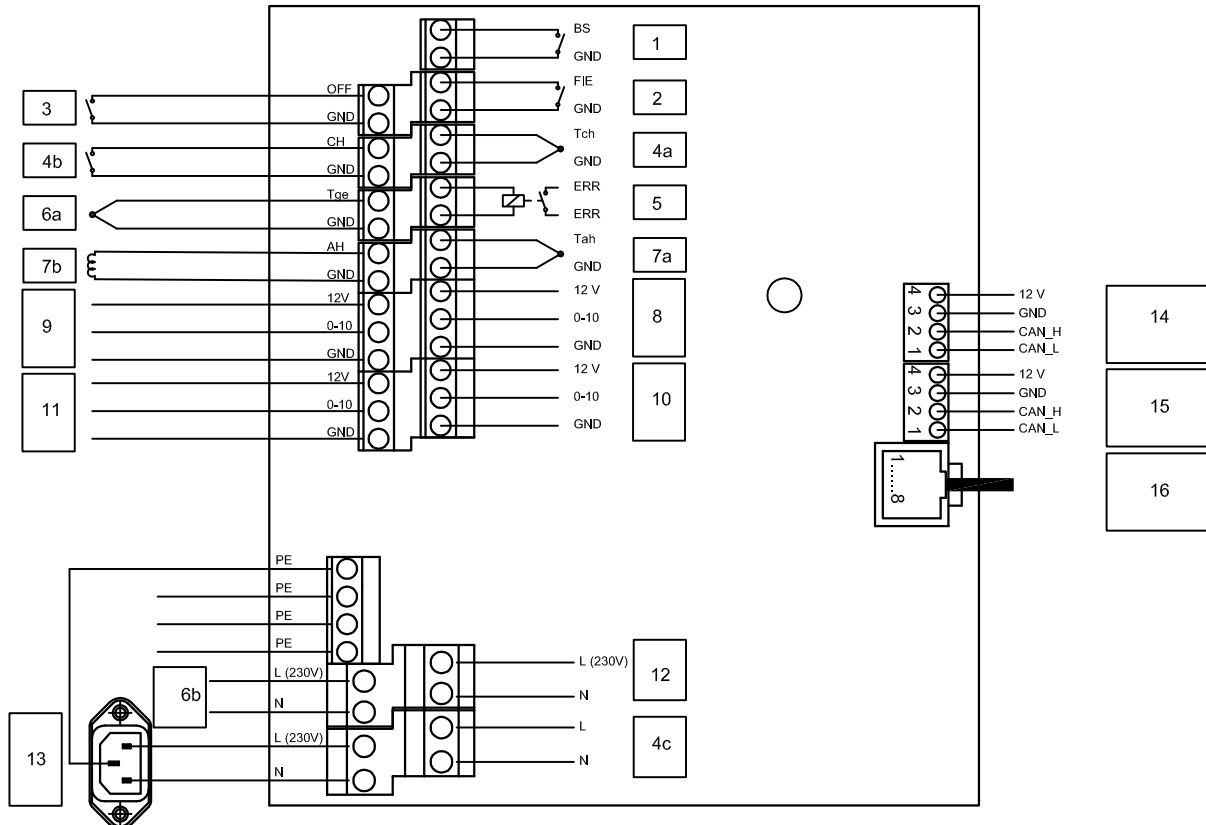 BS
1
GND
FIE
OFF
2
3
GND
GND
Tch
CH
4b
4a
GND
GND
ERR
Tge
6a
5
ERR
GND
Tah
AH
7b
7a
GND
GND
12 V
12V
9
8
0-10
0-10
GND
GND
12 V
12V
11
10
0-10
0-10
GND
GND
4
3
2
1
12 V
GND
CAN_H
CAN_L
14
4
3
2
1
12 V
GND
CAN_H
CAN_L
15
1......8
16
PE
PE
PE
PE
L (230V)
12
L (230V)
6b
N
N
L
L (230V)
4c
13
N
N